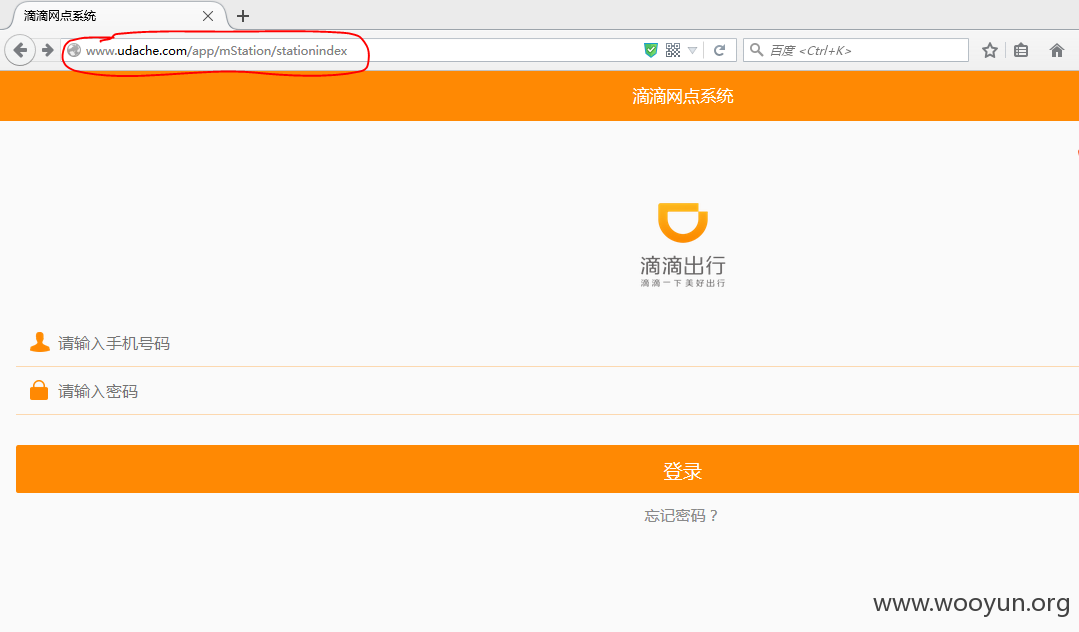 滴滴网点系统
www.udache.com/app/mStation/stationindex
百度 <Ctrl+K>
滴滴网点系统
滴滴出行
滴滴一下 美好出行
请输入手机号码
请输入密码
登录
忘记密码？
www.wooyun.org